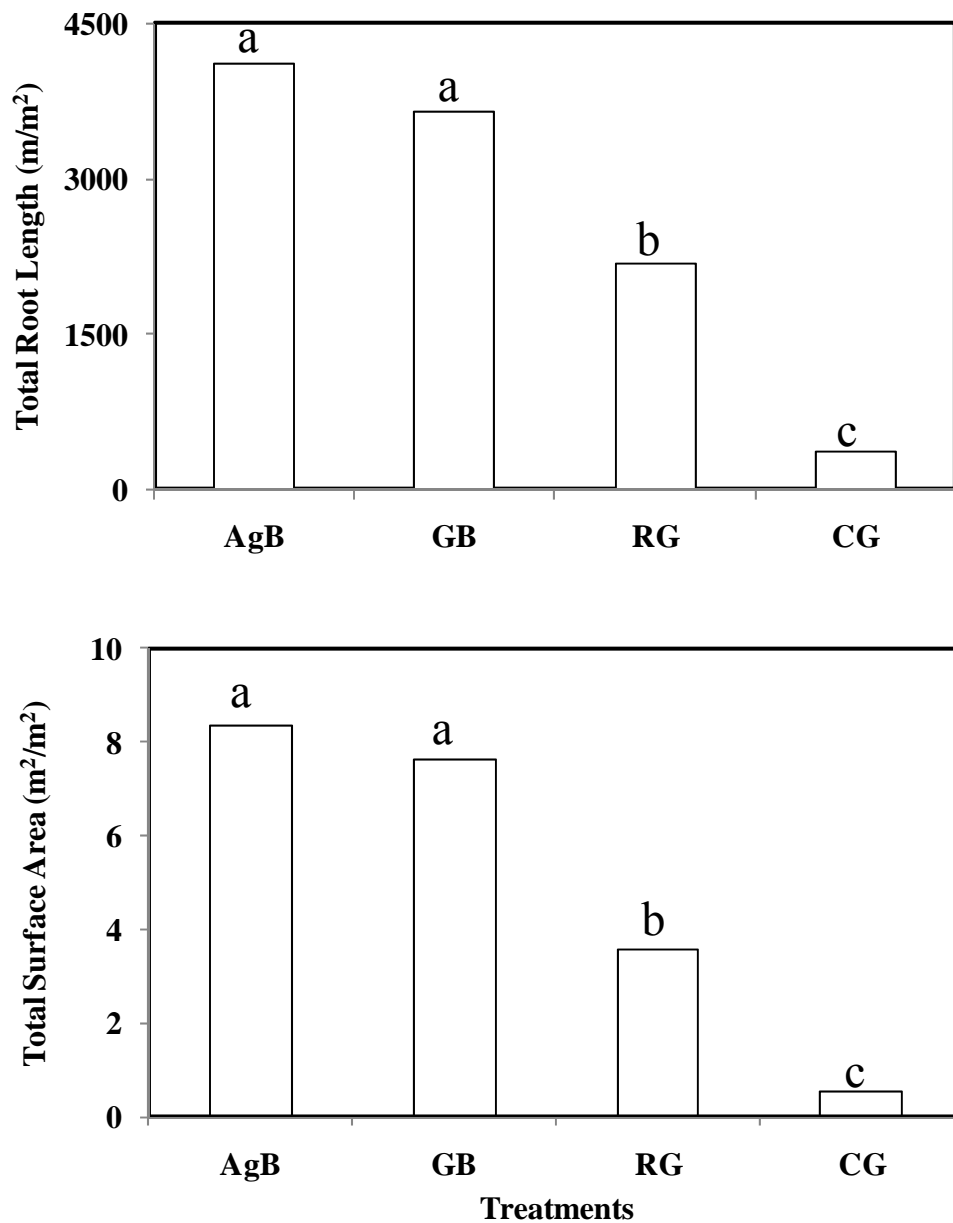 Total Root Length (m/m²)
4500
3000
1500
0
a
a
b
c
AgB GB RG CG
Total Surface Area (m²/m²)
10
8
6
4
2
0
a
a
b
c
AgB GB RG CG
Treatments